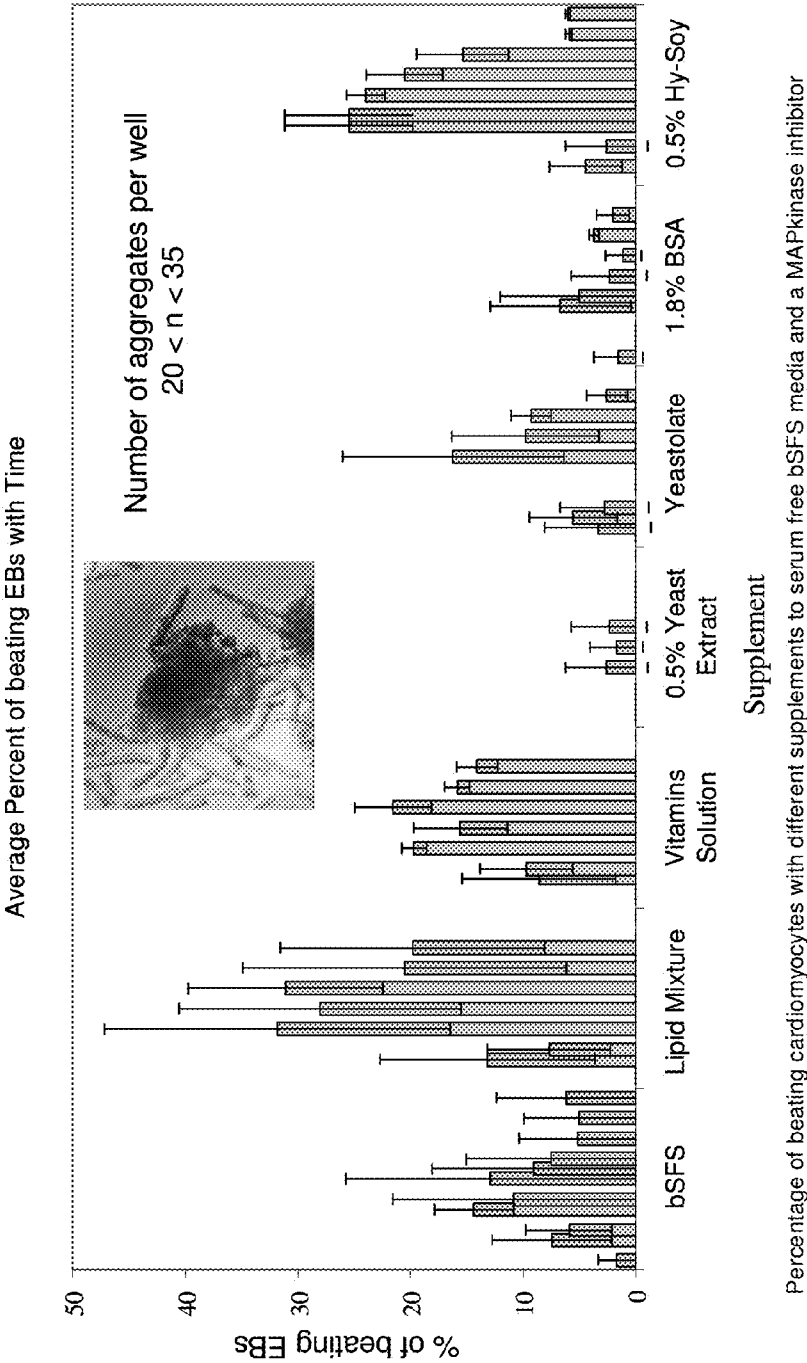 Average Percent of beating EBs with Time
Number of aggregates per well
20 < n < 35
% of beating EBs
50
40
30
20
10
0
bSFS
Lipid Mixture
Vitamins
Solution
0.5% Yeast
Extract
Yeastolate
1.8% BSA
0.5% Hy-Soy
Supplement
Percentage of beating cardiomyocytes with different supplements to serum free bSFS media and a MAPkinase inhibitor